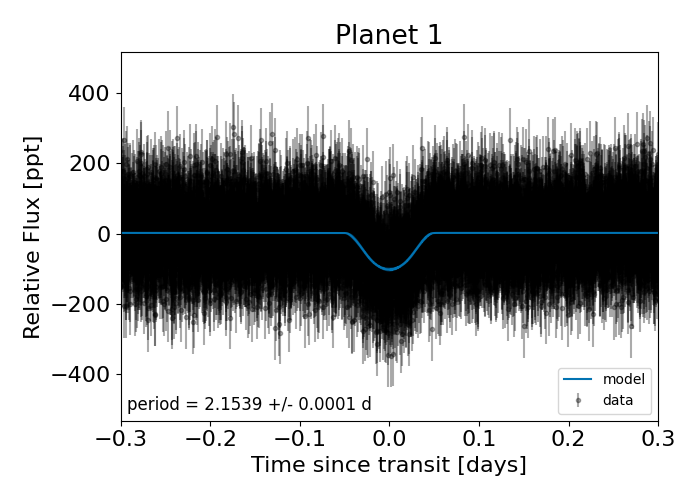 Planet 1
Relative Flux [ppt]
400
200
0
−200
−400
period = 2.1539 +/- 0.0001 d
model
data
−0.3 −0.2 −0.1 0.0 0.1 0.2 0.3
Time since transit [days]